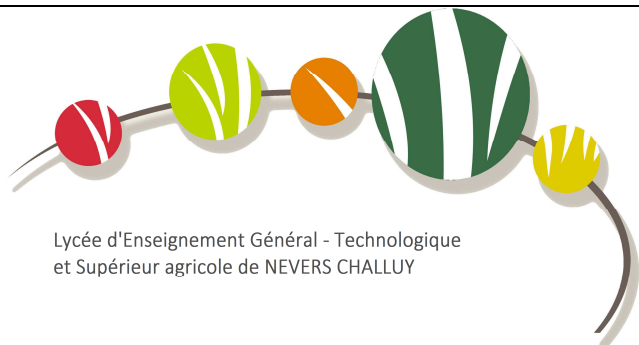 Lycée d'Enseignement Général - Technologique
et Supérieur agricole de NEVERS CHALLUY